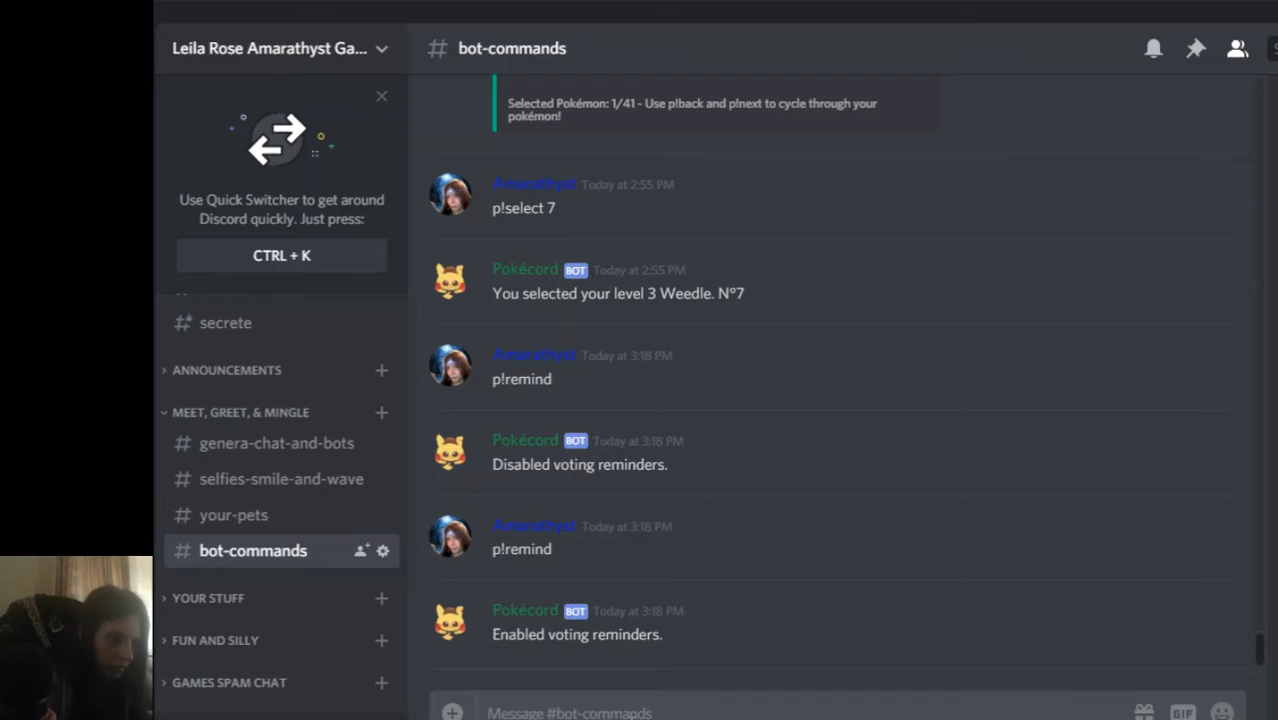 Leila Rose Amarathyst Ga...
bot-commands
Use Quick Switcher to get around
Discord quickly. Just press:
CTRL + K
secrete
ANNOUNCEMENTS
MEET, GREET, & MINGLE
genera-chat-and-bots
selfies-smile-and-wave
your-pets
bot-commands
YOUR STUFF
FUN AND SILLY
GAMES SPAM CHAT
Selected Pokémon: 1/41 - Use p!back and p!next to cycle through your
pokémon!
Amarathyst Today at 2:55 PM
p!select 7
Pokécord BOT Today at 2:55 PM
You selected your level 3 Weedle. N°7
Amarathyst Today at 3:18 PM
p!remind
Pokécord BOT Today at 3:18 PM
Disabled voting reminders.
Amarathyst Today at 3:18 PM
p!remind
Pokécord BOT Today at 3:18 PM
Enabled voting reminders.
Message #bot-commands
GIF